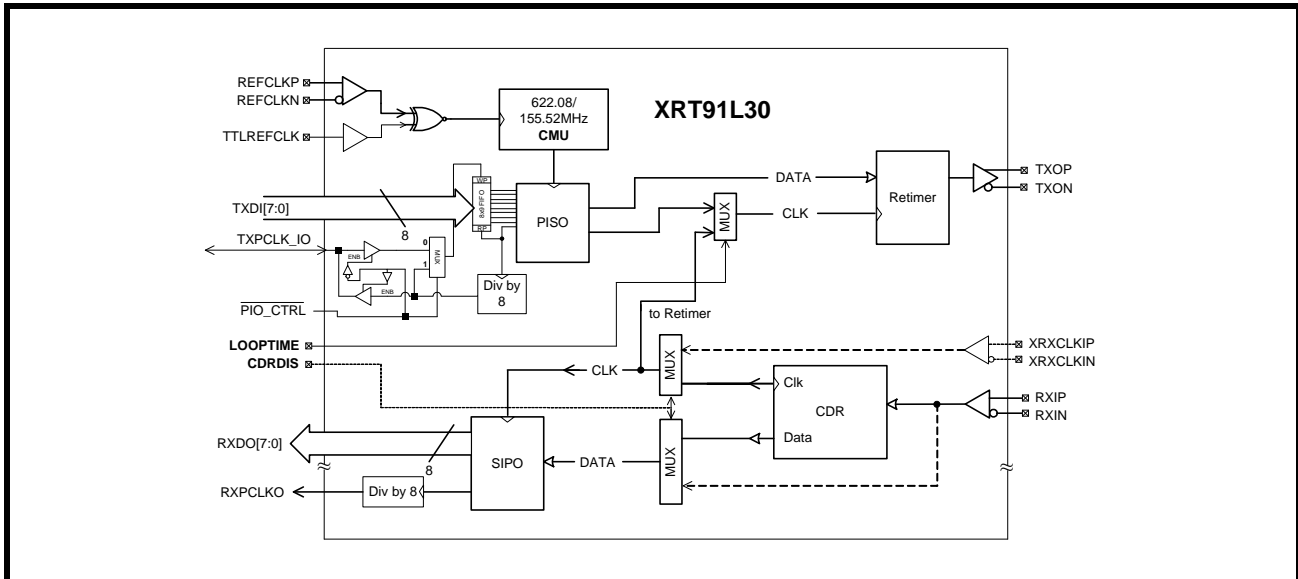 REFCLKP
REFCLKN
TTLREFCLK
622.08/
155.52MHz
CMU
XRT91L30
TXDI[7:0]
8
WP
8x9 FIFO
RP
PISO
DATA
MUX
CLK
Retimer
TXOP
TXON
TXPCLK_IO
ENB
ENB
0
1
MUX
Div by
8
PIO_CTRL
to Retimer
LOOPTIME
CDRDIS
CLK
MUX
XRXCLKIP
XRXCLKIN
Clk
CDR
Data
RXIP
RXIN
RXDO[7:0]
8
SIPO
DATA
MUX
RXPCLKO
Div by 8